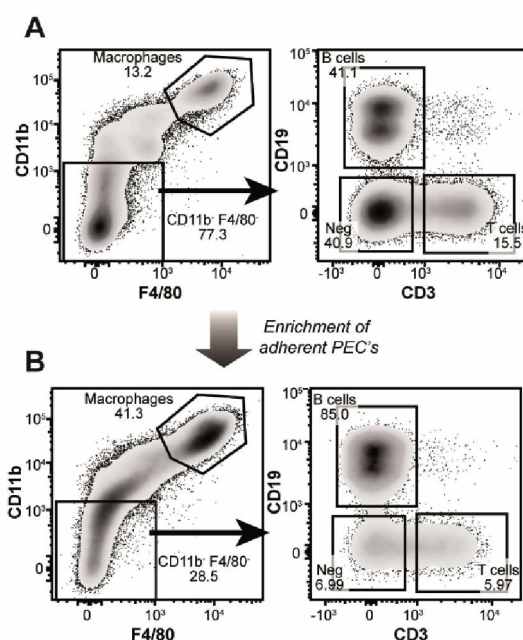 A
Macrophages
13.2
CD11b
10⁵
10⁴
10³
0
CD11b⁻ F4/80⁻
77.3
0
10³
10⁴
F4/80
B cells
41.1
CD19
10⁴
10³
0
Neg
40.9
T cells
15.5
-10³
0
10³
10⁴
CD3
Enrichment of
adherent PEC's
B
Macrophages
41.3
CD11b
10⁵
10⁴
10³
0
CD11b⁻ F4/80⁻
28.5
0
10³
10⁴
F4/80
B cells
85.0
CD19
10⁴
10³
0
Neg
6.99
T cells
5.97
-10³
0
10³
10⁴
CD3